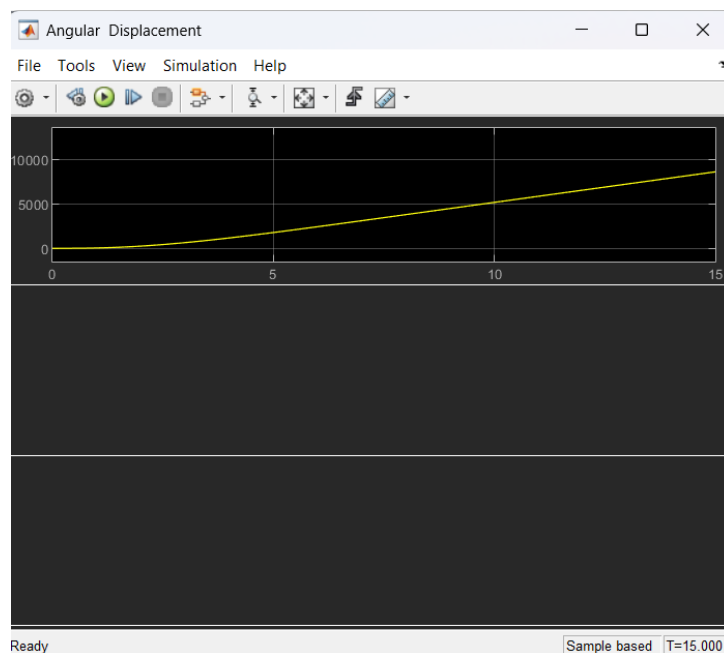 Angular Displacement
File Tools View Simulation Help
10000
5000
0
0 5 10 15
Ready Sample based T=15.000